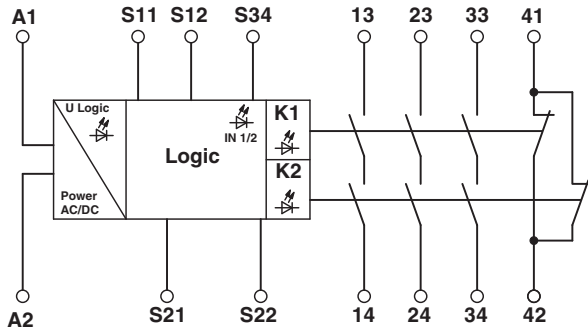 A1 S11 S12 S34 13 23 33 41
U Logic
IN 1/2
Logic
K1
K2
Power
AC/DC
A2 S21 S22 14 24 34 42